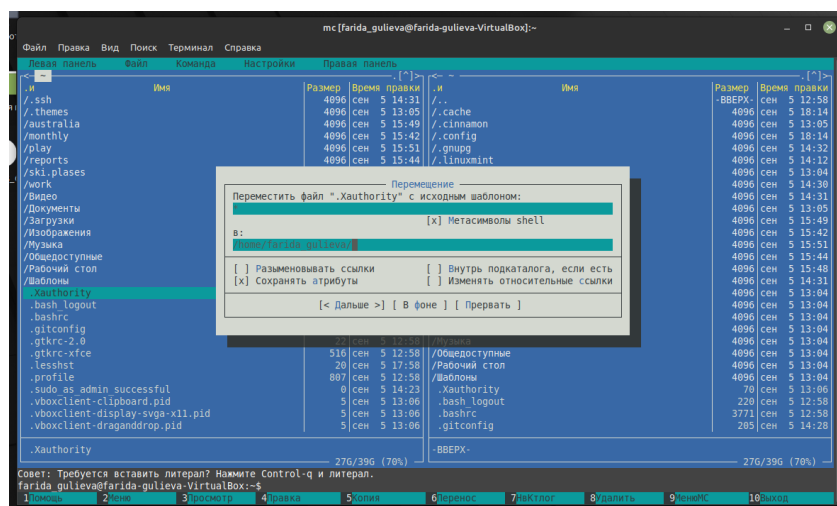 mc [farida_gulieva@farida-gulieva-VirtualBox]:~
Файл Правка Вид Поиск Терминал Справка
Левая панель Файл Команда Настройки Правая панель
<- ~ .[^]> <- ~ .[^]>
.и Имя Размер Время правки .и Имя Размер Время правки
/.ssh 4096 сен 5 14:31 /.. -ВВЕРХ- сен 5 12:58
/.themes 4096 сен 5 13:05 /.cache 4096 сен 5 18:14
/australia 4096 сен 5 15:49 /.cinnamon 4096 сен 5 13:05
/monthly 4096 сен 5 15:42 /.config 4096 сен 5 18:14
/play 4096 сен 5 15:51 /.gnupg 4096 сен 5 14:32
/reports 4096 сен 5 15:44 /.linuxmint 4096 сен 5 14:12
/ski.plases 4096 сен 5 13:04
/work Перемещение 4096 сен 5 14:30
/Видео Переместить файл ".Xauthority" с исходным шаблоном: 4096 сен 5 14:31
/Документы 4096 сен 5 13:05
/Загрузки [x] Метасимволы shell 4096 сен 5 15:49
/Изображения в: 4096 сен 5 15:42
/Музыка /home/farida_gulieva/ 4096 сен 5 15:51
/Общедоступные 4096 сен 5 15:44
/Рабочий стол [ ] Разыменовывать ссылки [ ] Внутрь подкаталога, если есть 4096 сен 5 15:48
/Шаблоны [x] Сохранять атрибуты [ ] Изменять относительные ссылки 4096 сен 5 14:31
.Xauthority 4096 сен 5 13:04
.bash_logout [< Дальше >] [ В фоне ] [ Прервать ] 4096 сен 5 13:04
.bashrc 4096 сен 5 13:04
.gitconfig 4096 сен 5 13:04
.gtkrc-2.0 22 сен 5 12:58 /Музыка 4096 сен 5 13:04
.gtkrc-xfce 516 сен 5 12:58 /Общедоступные 4096 сен 5 13:04
.lesshst 20 сен 5 17:58 /Рабочий стол 4096 сен 5 13:04
.profile 807 сен 5 12:58 /Шаблоны 4096 сен 5 13:04
.sudo_as_admin_successful 0 сен 5 14:23 .Xauthority 70 сен 5 13:06
.vboxclient-clipboard.pid 5 сен 5 13:06 .bash_logout 220 сен 5 12:58
.vboxclient-display-svga-x11.pid 5 сен 5 13:06 .bashrc 3771 сен 5 12:58
.vboxclient-draganddrop.pid 5 сен 5 13:06 .gitconfig 205 сен 5 14:28
.Xauthority -ВВЕРХ-
27G/39G (70%) 27G/39G (70%)
Совет: Требуется вставить литерал? Нажмите Control-q и литерал.
farida_gulieva@farida-gulieva-VirtualBox:~$
1Помощь 2Меню 3Просмотр 4Правка 5Копия 6Перенос 7НвКтлог 8Удалить 9МенюMC 10Выход